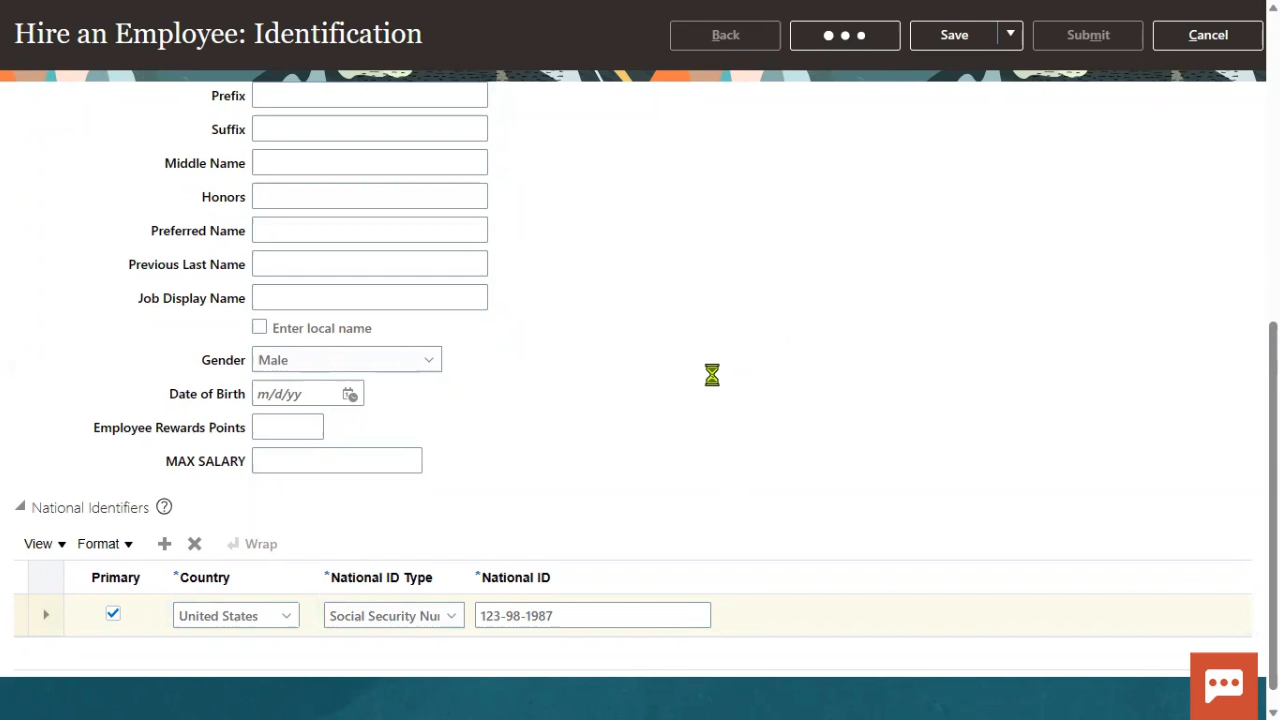 Hire an Employee: Identification
Back
Save
Submit
Cancel
Prefix
Suffix
Middle Name
Honors
Preferred Name
Previous Last Name
Job Display Name
Enter local name
Gender Male
Date of Birth m/d/yy
Employee Rewards Points
MAX SALARY
National Identifiers ?
View Format Wrap
Primary *Country *National ID Type *National ID
United States Social Security Nu 123-98-1987